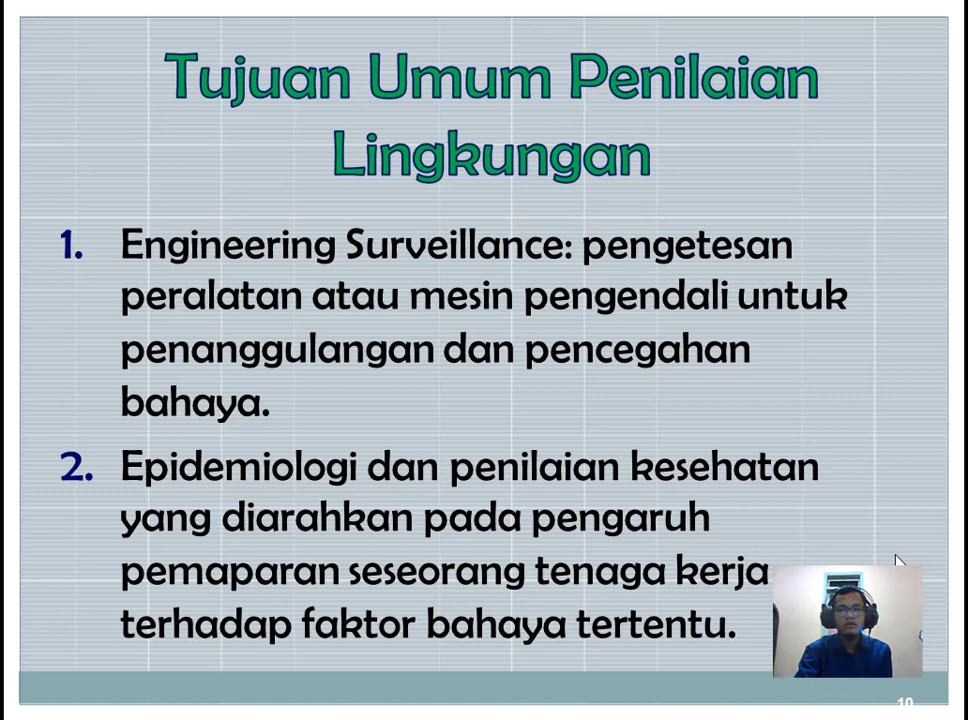 Tujuan Umum Penilaian
Lingkungan
1. Engineering Surveillance: pengetesan
peralatan atau mesin pengendali untuk
penanggulangan dan pencegahan
bahaya.
2. Epidemiologi dan penilaian kesehatan
yang diarahkan pada pengaruh
pemaparan seseorang tenaga kerja
terhadap faktor bahaya tertentu.